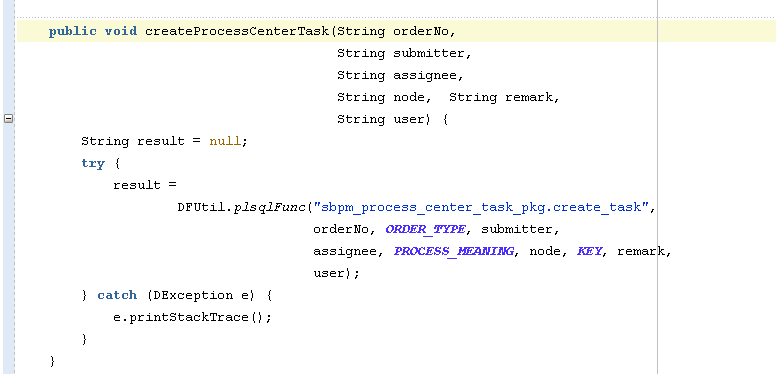 public void createProcessCenterTask(String orderNo,
String submitter,
String assignee,
String node,  String remark,
String user) {
String result = null;
try {
result =
DFUtil.plsqlFunc("sbpm_process_center_task_pkg.create_task",
orderNo, ORDER_TYPE, submitter,
assignee, PROCESS_MEANING, node, KEY, remark,
user);
} catch (DException e) {
e.printStackTrace();
}
}